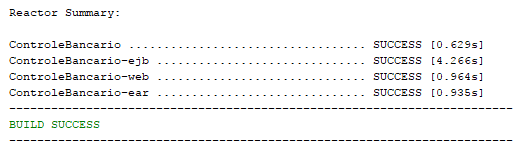 Reactor Summary:
ControleBancario ................................. SUCCESS [0.629s]
ControleBancario-ejb ............................. SUCCESS [4.266s]
ControleBancario-web ............................. SUCCESS [0.964s]
ControleBancario-ear ............................. SUCCESS [0.935s]
------------------------------------------------------------------------
BUILD SUCCESS
------------------------------------------------------------------------